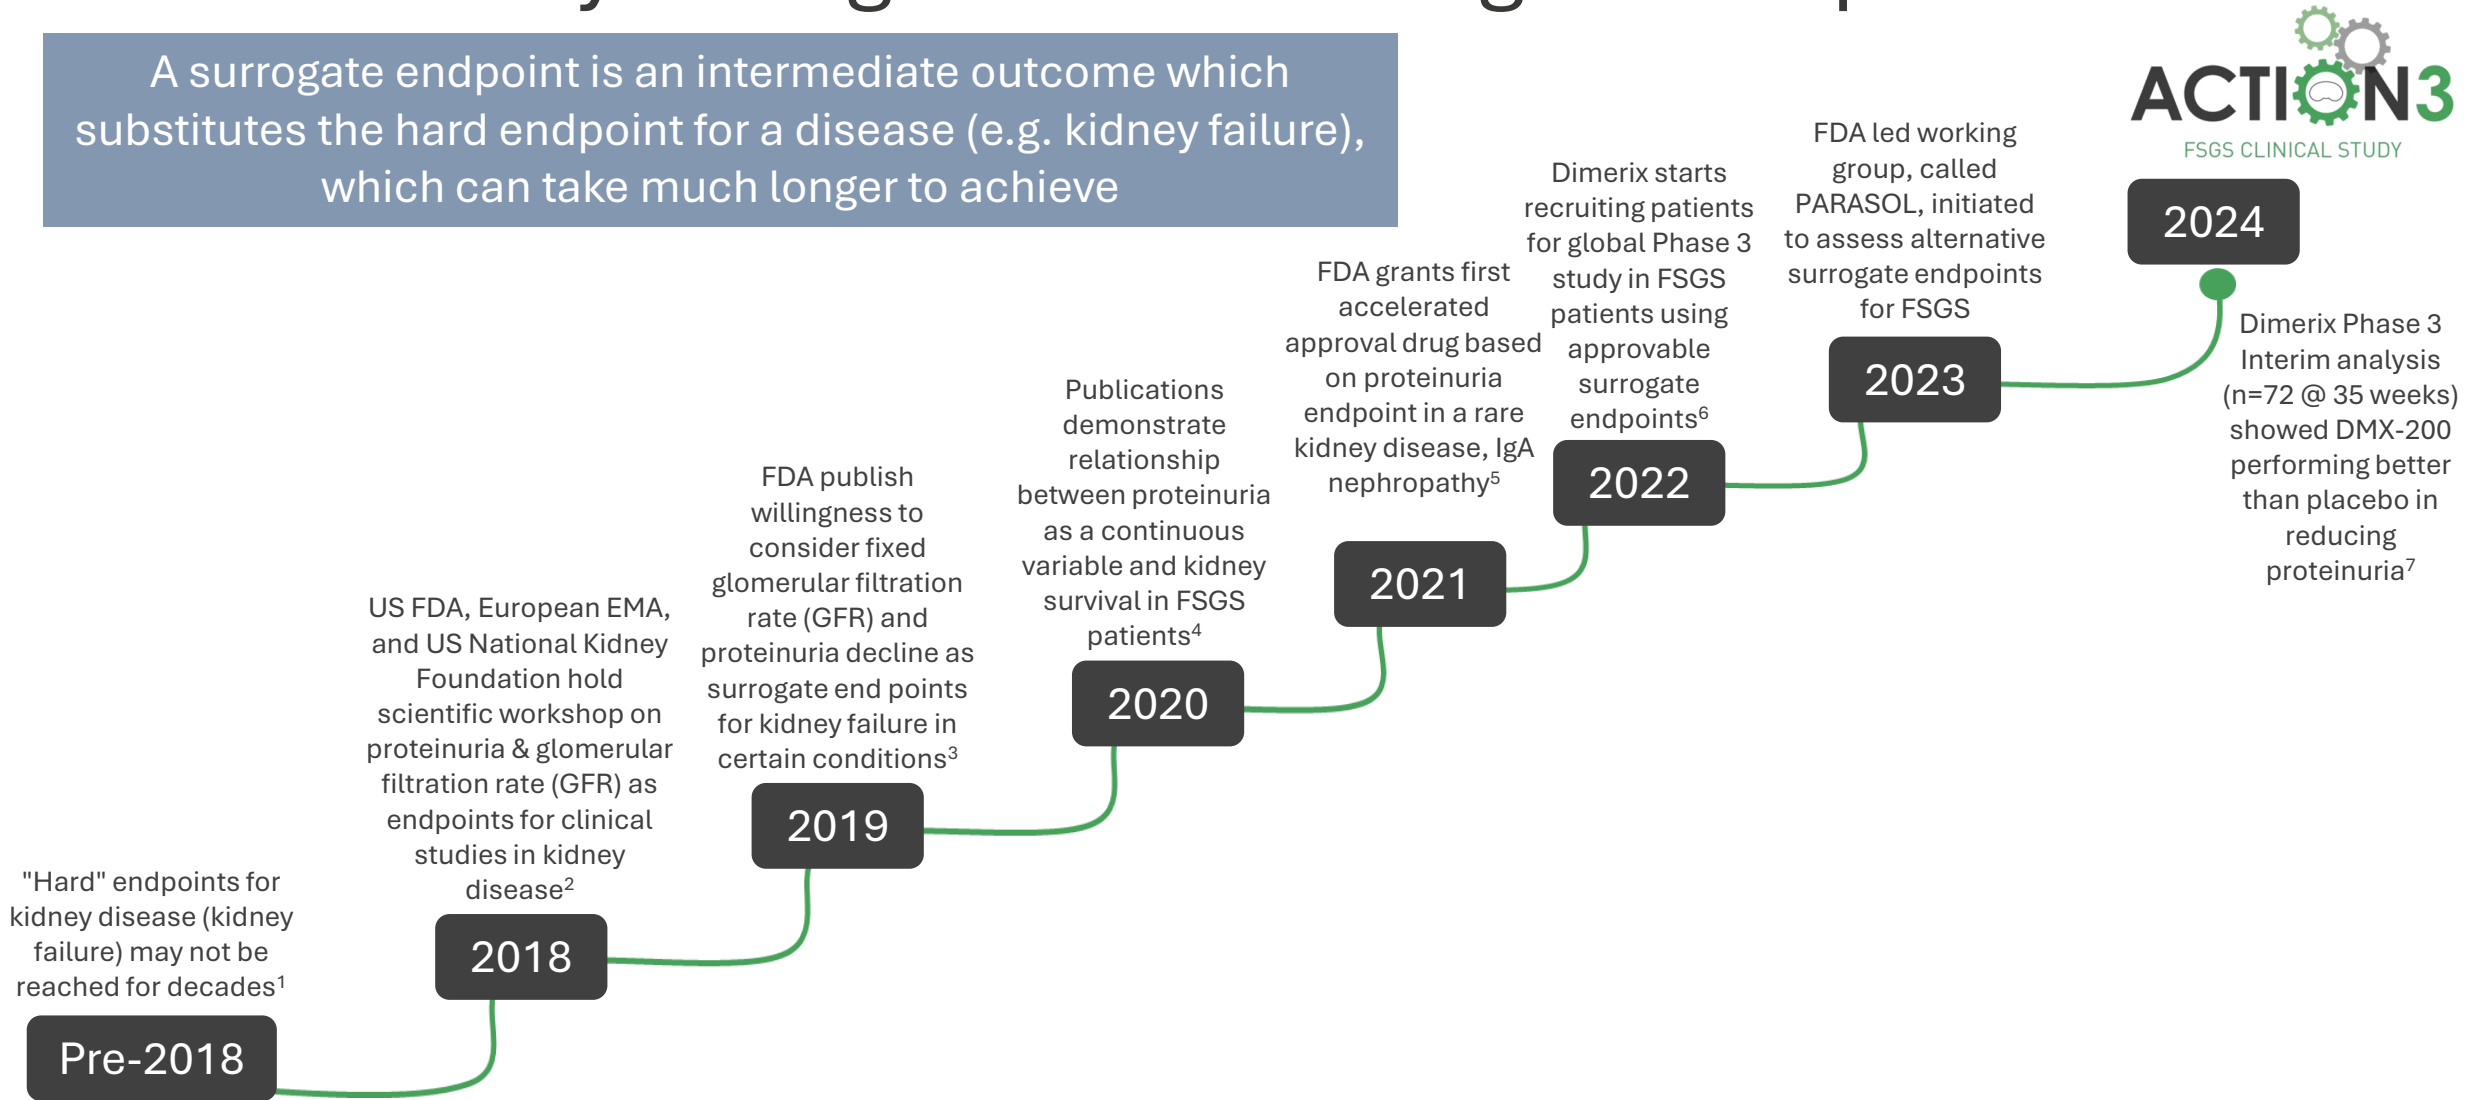 A surrogate endpoint is an intermediate outcome which
substitutes the hard endpoint for a disease (e.g. kidney failure),
which can take much longer to achieve
ACTION3
FSGS CLINICAL STUDY
"Hard" endpoints for
kidney disease (kidney
failure) may not be
reached for decades¹
Pre-2018
US FDA, European EMA,
and US National Kidney
Foundation hold
scientific workshop on
proteinuria & glomerular
filtration rate (GFR) as
endpoints for clinical
studies in kidney
disease²
2018
FDA publish
willingness to
consider fixed
glomerular filtration
rate (GFR) and
proteinuria decline as
surrogate end points
for kidney failure in
certain conditions³
2019
Publications
demonstrate
relationship
between proteinuria
as a continuous
variable and kidney
survival in FSGS
patients⁴
2020
FDA grants first
accelerated
approval drug based
on proteinuria
endpoint in a rare
kidney disease, IgA
nephropathy⁵
2021
Dimerix starts
recruiting patients
for global Phase 3
study in FSGS
patients using
approvable
surrogate
endpoints⁶
2022
FDA led working
group, called
PARASOL, initiated
to assess alternative
surrogate endpoints
for FSGS
2023
2024
Dimerix Phase 3
Interim analysis
(n=72 @ 35 weeks)
showed DMX-200
performing better
than placebo in
reducing
proteinuria⁷